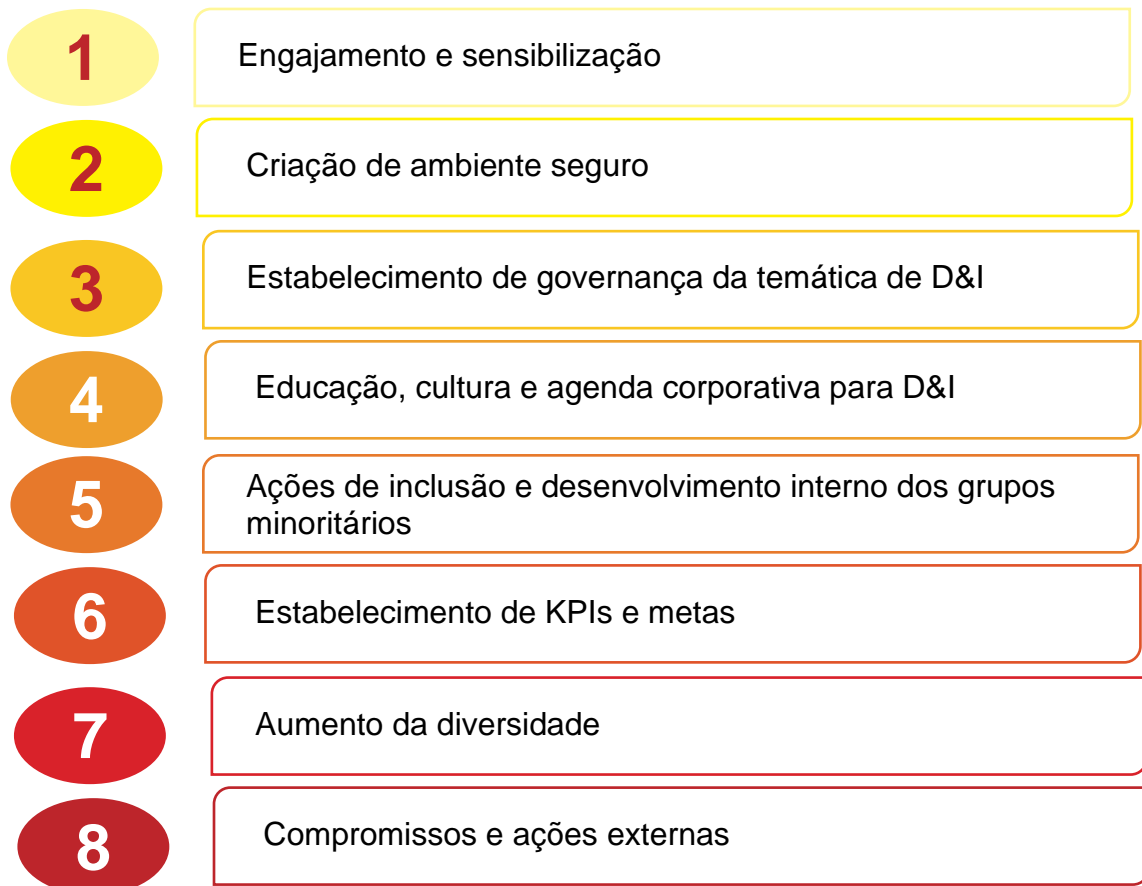 1
Engajamento e sensibilização
2
Criação de ambiente seguro
3
Estabelecimento de governança da temática de D&I
4
Educação, cultura e agenda corporativa para D&I
5
Ações de inclusão e desenvolvimento interno dos grupos
minoritários
6
Estabelecimento de KPIs e metas
7
Aumento da diversidade
8
Compromissos e ações externas